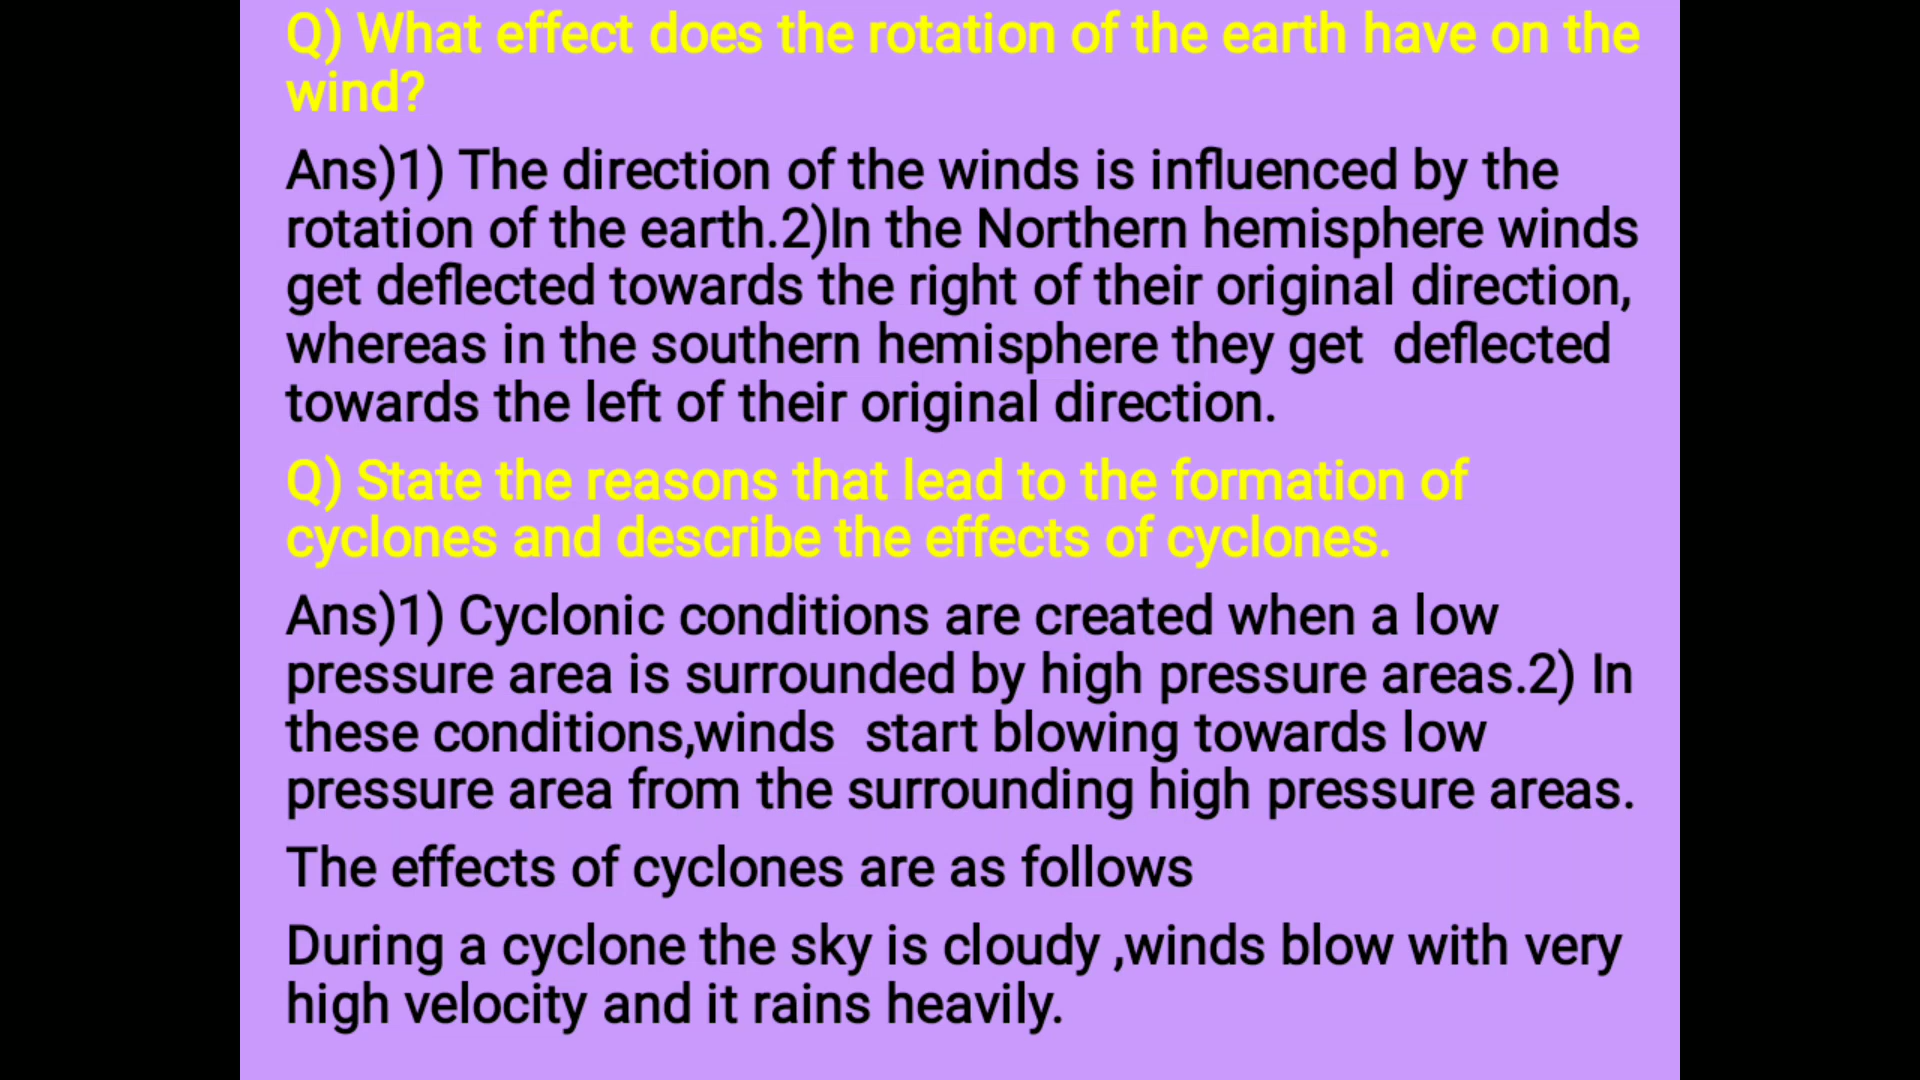 Q) What effect does the rotation of the earth have on the
wind?
Ans)1) The direction of the winds is influenced by the
rotation of the earth.2)In the Northern hemisphere winds
get deflected towards the right of their original direction,
whereas in the southern hemisphere they get  deflected
towards the left of their original direction.
Q) State the reasons that lead to the formation of
cyclones and describe the effects of cyclones.
Ans)1) Cyclonic conditions are created when a low
pressure area is surrounded by high pressure areas.2) In
these conditions,winds  start blowing towards low
pressure area from the surrounding high pressure areas.
The effects of cyclones are as follows
During a cyclone the sky is cloudy ,winds blow with very
high velocity and it rains heavily.